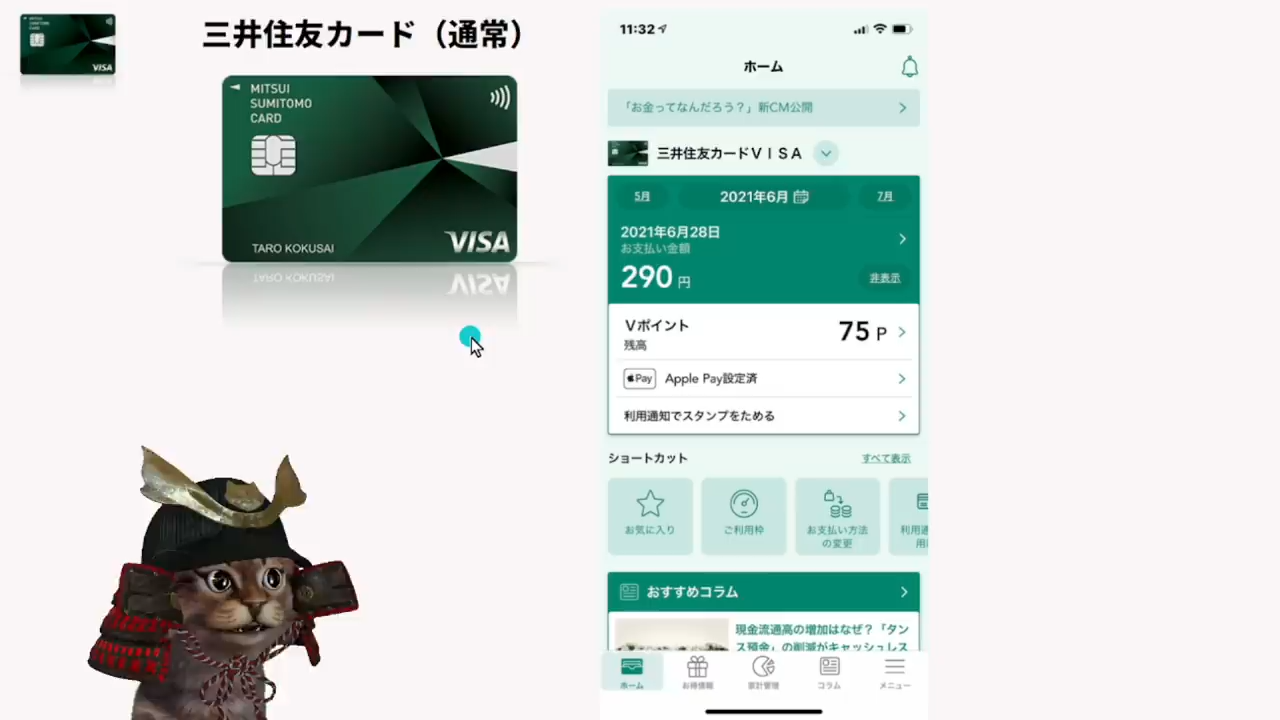 三井住友カード（通常）
MITSUI
SUMITOMO
CARD
TARO KOKUSAI
VISA
VISA
11:32
ホーム
「お金ってなんだろう？」新CM公開
三井住友カードＶＩＳＡ
5月
2021年6月
7月
2021年6月28日
お支払い金額
290 円
非表示
Vポイント
残高
75 P
Pay
Apple Pay設定済
利用通知でスタンプをためる
ショートカット
すべて表示
お気に入り
ご利用枠
お支払い方法
の変更
利用通
おすすめコラム
現金流通高の増加はなぜ？「タン
ス預金」の削減がキャッシュレス
ホーム
お得情報
家計管理
コラム
メニュー